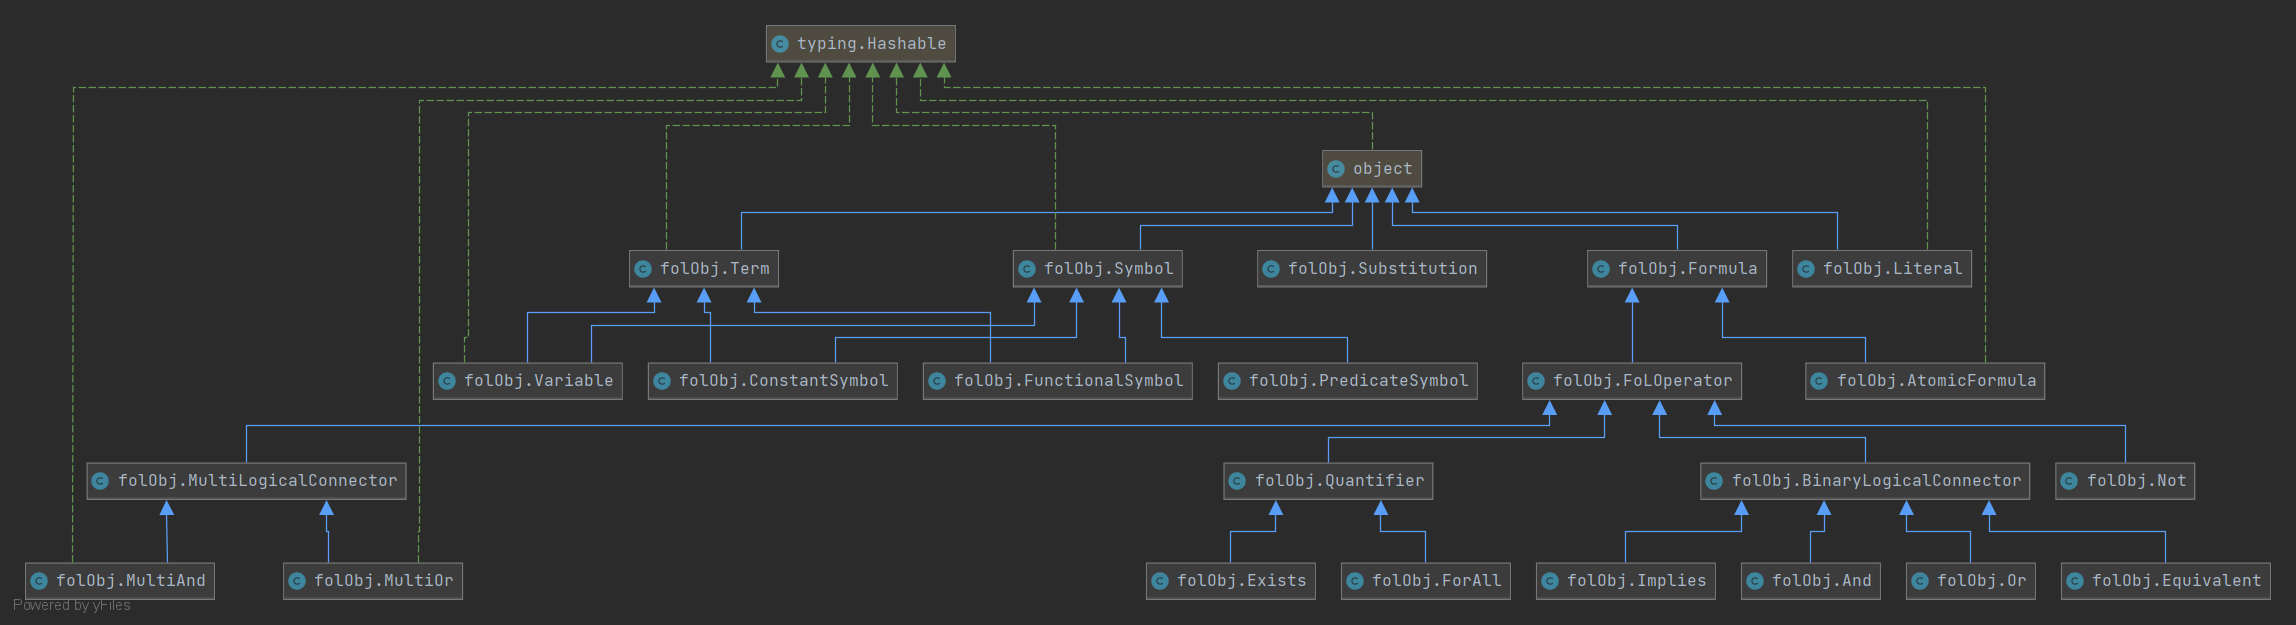 typing.Hashable
object
folObj.Term
folObj.Symbol
folObj.Substitution
folObj.Formula
folObj.Literal
folObj.Variable
folObj.ConstantSymbol
folObj.FunctionalSymbol
folObj.PredicateSymbol
folObj.FoLOperator
folObj.AtomicFormula
folObj.MultiLogicalConnector
folObj.Quantifier
folObj.BinaryLogicalConnector
folObj.Not
folObj.MultiAnd
folObj.MultiOr
folObj.Exists
folObj.ForAll
folObj.Implies
folObj.And
folObj.Or
folObj.Equivalent
Powered by yFiles